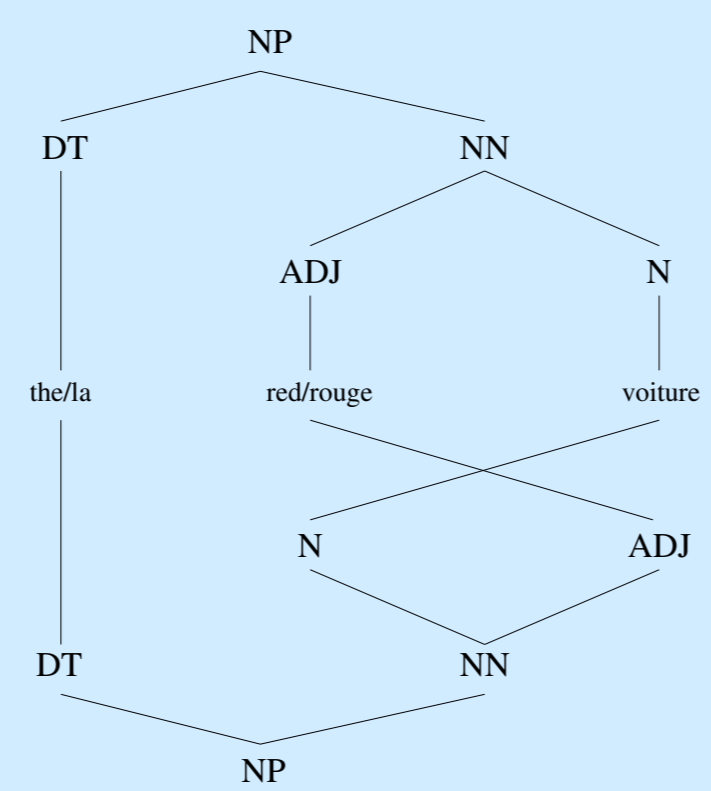 NP
DT NN
ADJ N
the/la red/rouge voiture
N ADJ
DT NN
NP